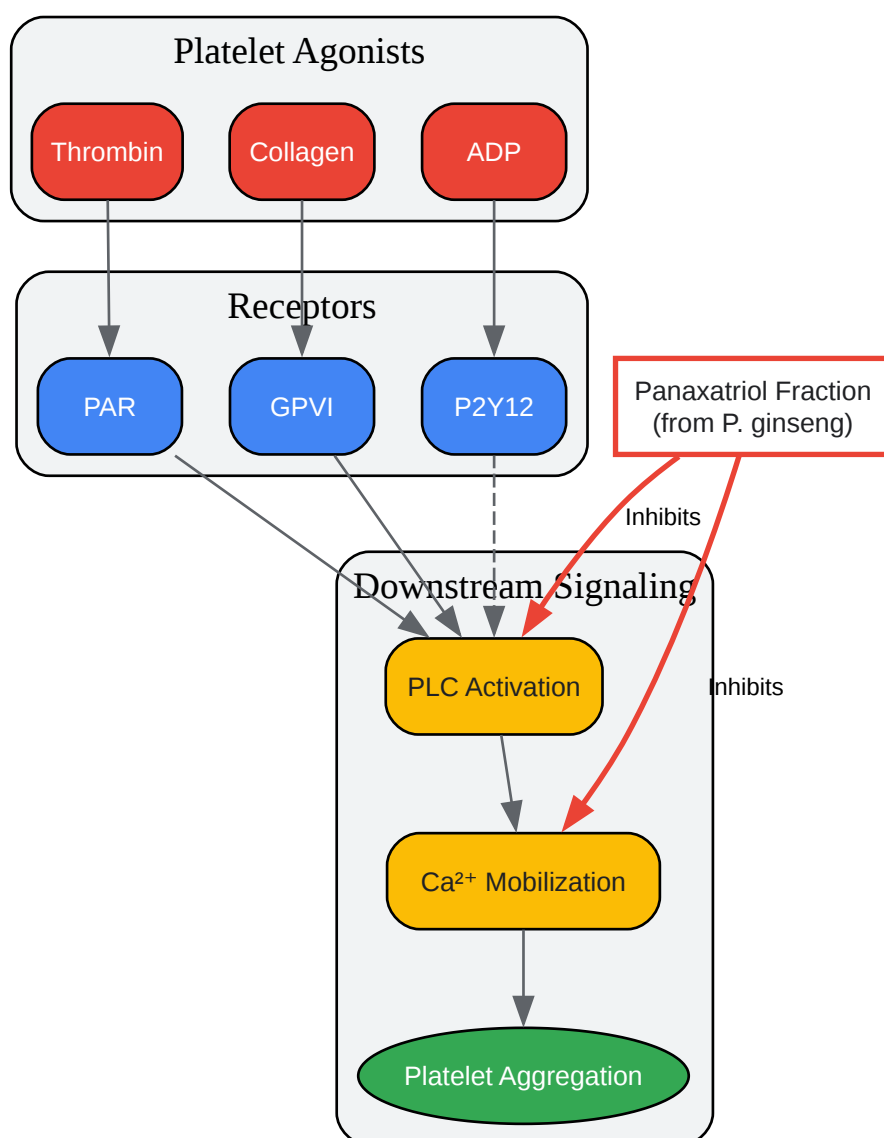 Platelet Agonists
Thrombin
Collagen
ADP
Receptors
PAR
GPVI
P2Y12
Panaxatriol Fraction
(from P. ginseng)
Inhibits
Downstream Signaling
PLC Activation
Inhibits
Ca²⁺ Mobilization
Platelet Aggregation